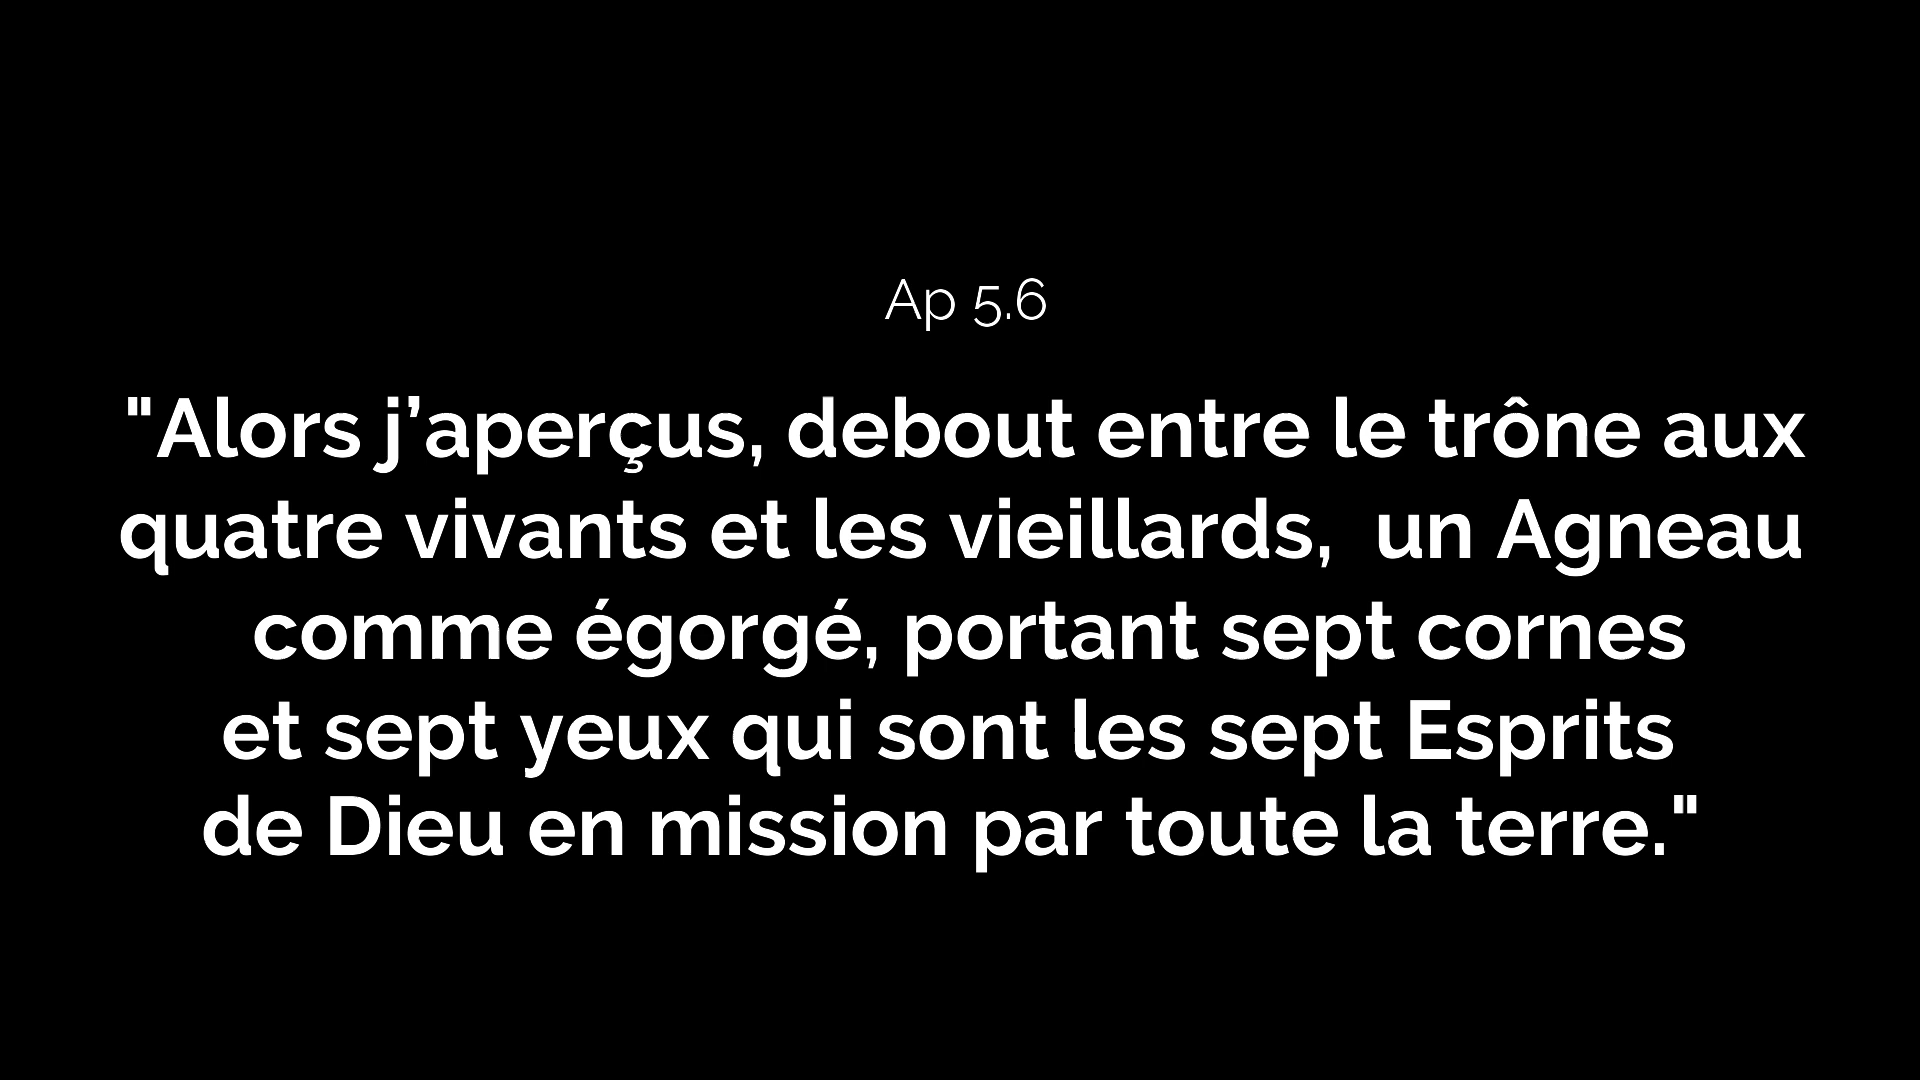 Ap 5.6
"Alors j’aperçus, debout entre le trône aux
quatre vivants et les vieillards,  un Agneau
comme égorgé, portant sept cornes
et sept yeux qui sont les sept Esprits
de Dieu en mission par toute la terre."